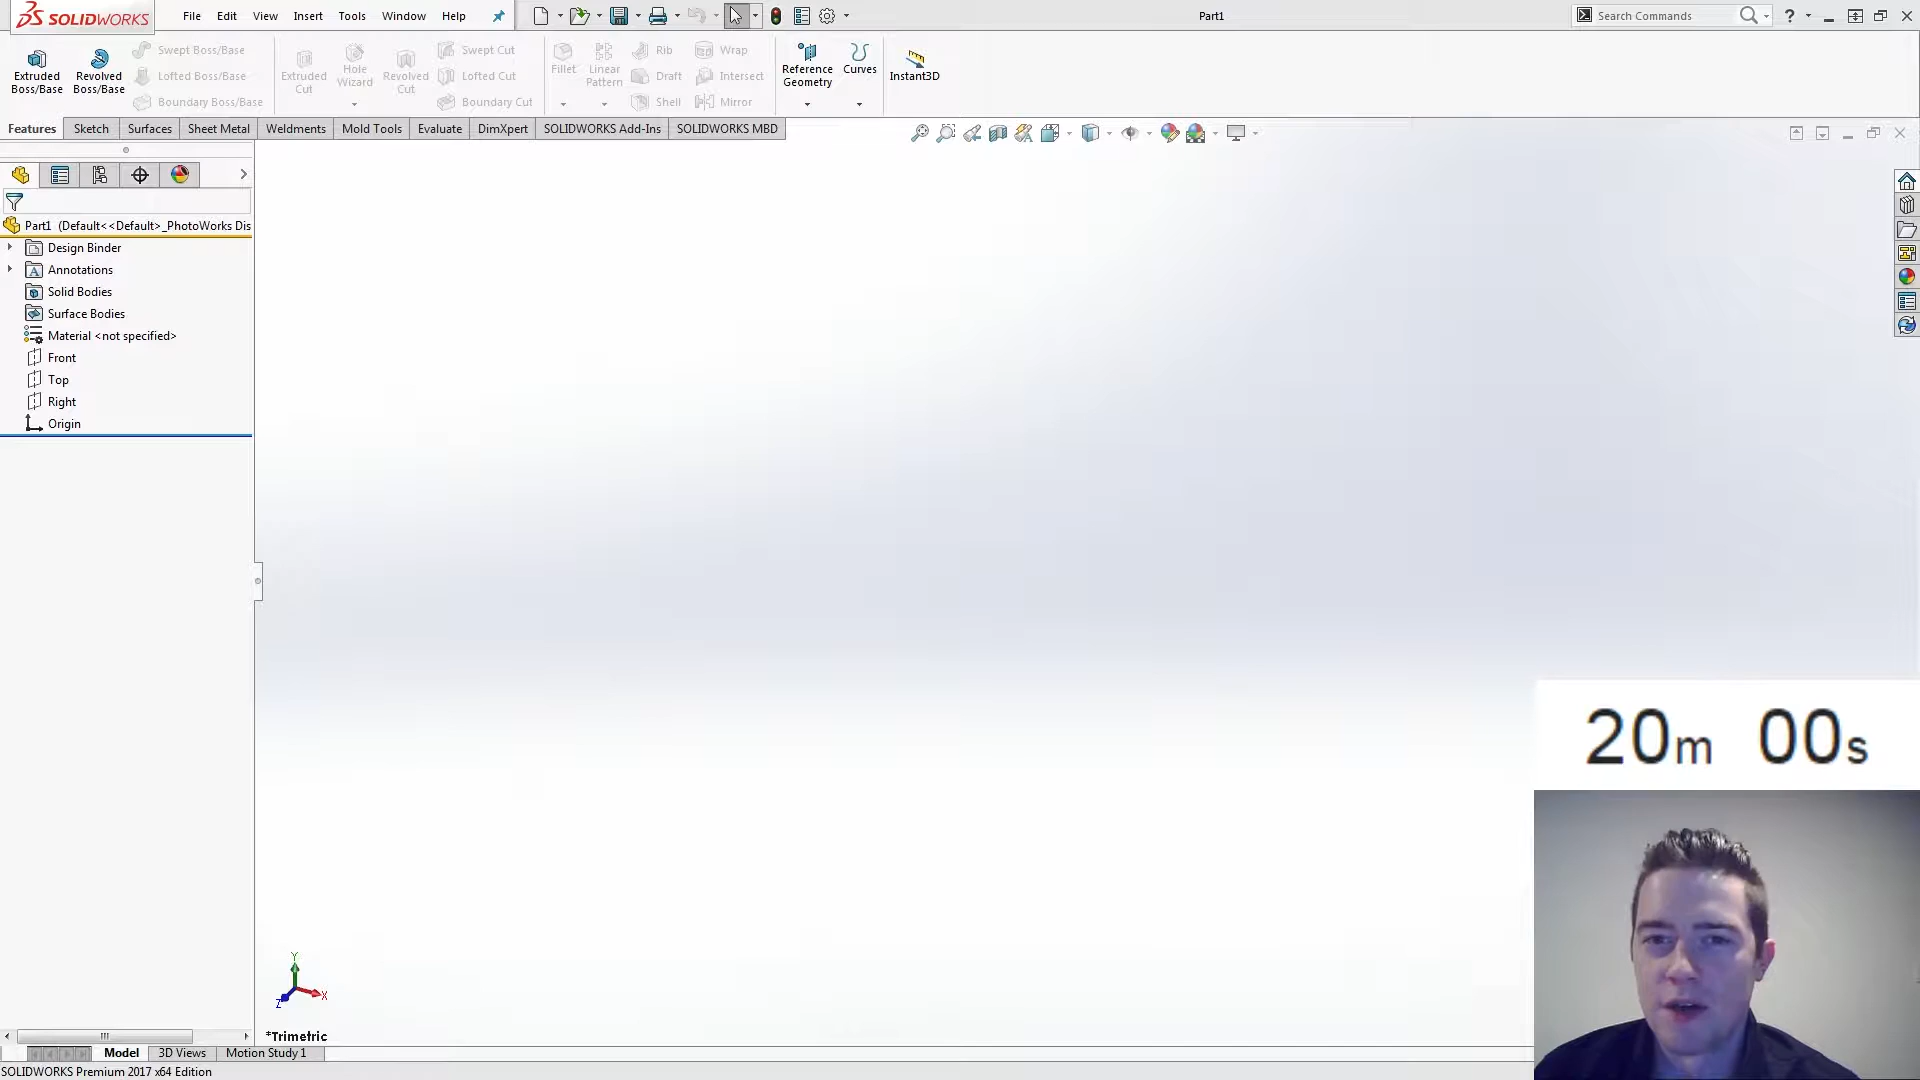 SOLIDWORKS File Edit View Insert Tools Window Help Part1 Search Commands ?
Extruded Boss/Base
Revolved Boss/Base
Swept Boss/Base
Lofted Boss/Base
Boundary Boss/Base
Extruded Cut
Hole Wizard
Revolved Cut
Swept Cut
Lofted Cut
Boundary Cut
Fillet
Linear Pattern
Rib
Draft
Shell
Wrap
Intersect
Mirror
Reference Geometry
Curves
Instant3D
Features Sketch Surfaces Sheet Metal Weldments Mold Tools Evaluate DimXpert SOLIDWORKS Add-Ins SOLIDWORKS MBD
Part1 (Default<<Default>_PhotoWorks Dis
Design Binder
A Annotations
Solid Bodies
Surface Bodies
Material <not specified>
Front
Top
Right
Origin
20m 00s
Y
Z X
*Trimetric
Model 3D Views Motion Study 1
SOLIDWORKS Premium 2017 x64 Edition